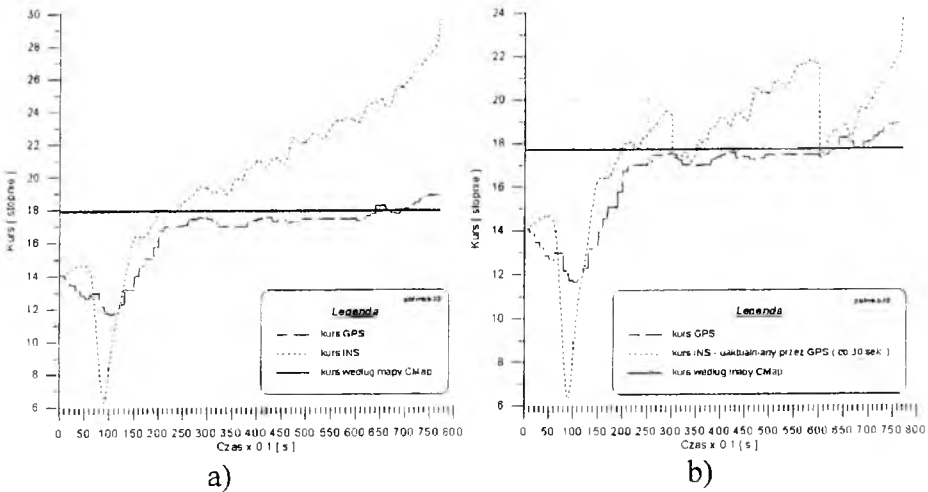 30
28
26
24
22
20
18
16
14
12
10
8
6
Kurs [ stopnie ]
0 50 100 150 200 250 300 350 400 450 500 550 600 650 700 750 800
Czas x 0 1 [ s ]
Legenda
kurs GPS
kurs INS
kurs według mapy CMap
a)
24
22
20
18
16
14
12
10
8
6
Kurs [ stopnie ]
0 50 100 150 200 250 300 350 400 450 500 550 600 650 700 750 800
Czas x 0 1 [ s ]
Legenda
kurs GPS
kurs INS - uaktualniany przez GPS ( co 30 sek )
kurs według mapy CMap
b)